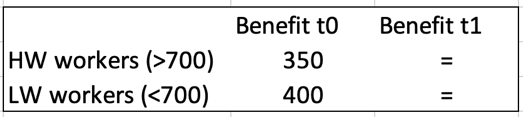 Benefit t0 Benefit t1
HW workers (>700) 350 =
LW workers (<700) 400 =